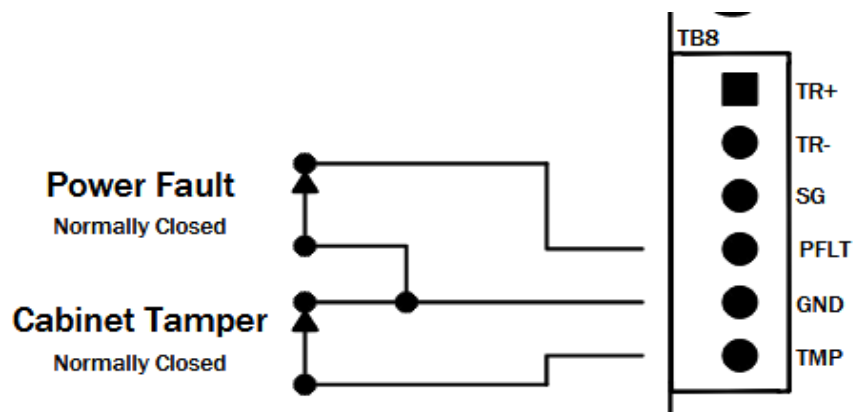 TB8
TR+
TR-
SG
Power Fault
Normally Closed
PFLT
Cabinet Tamper
Normally Closed
GND
TMP